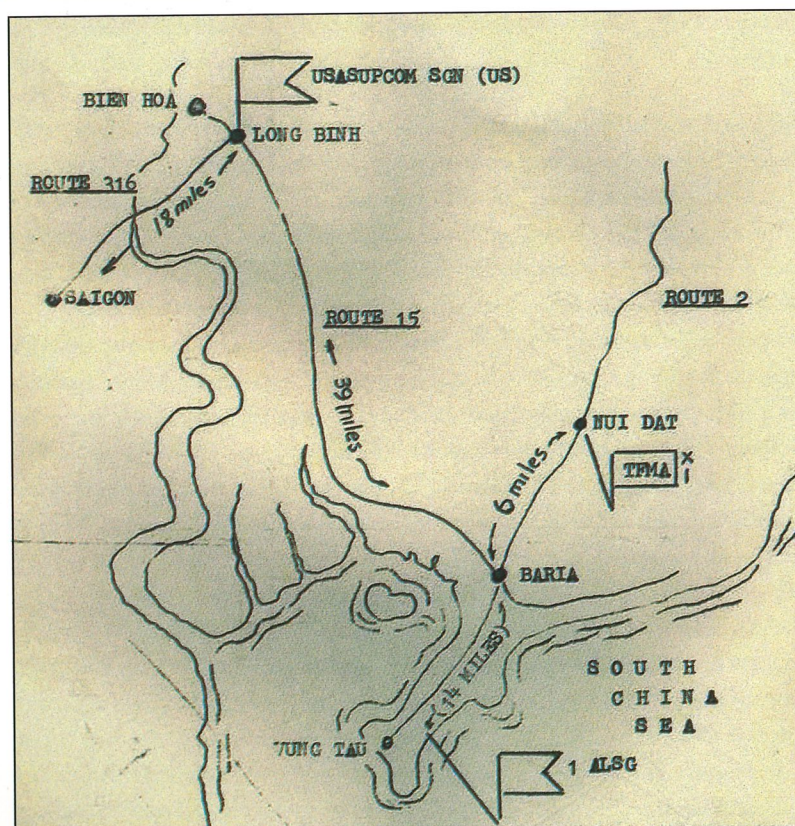 USASUPCOM SGN (US)
BIEN HOA
LONG BINH
ROUTE 316
18 miles
SAIGON
ROUTE 15
ROUTE 2
39 miles
NUI DAT
TFMA
X
1
6 miles
BARIA
(14 MILES)
SOUTH
CHINA
SEA
VUNG TAU
1 ALSG